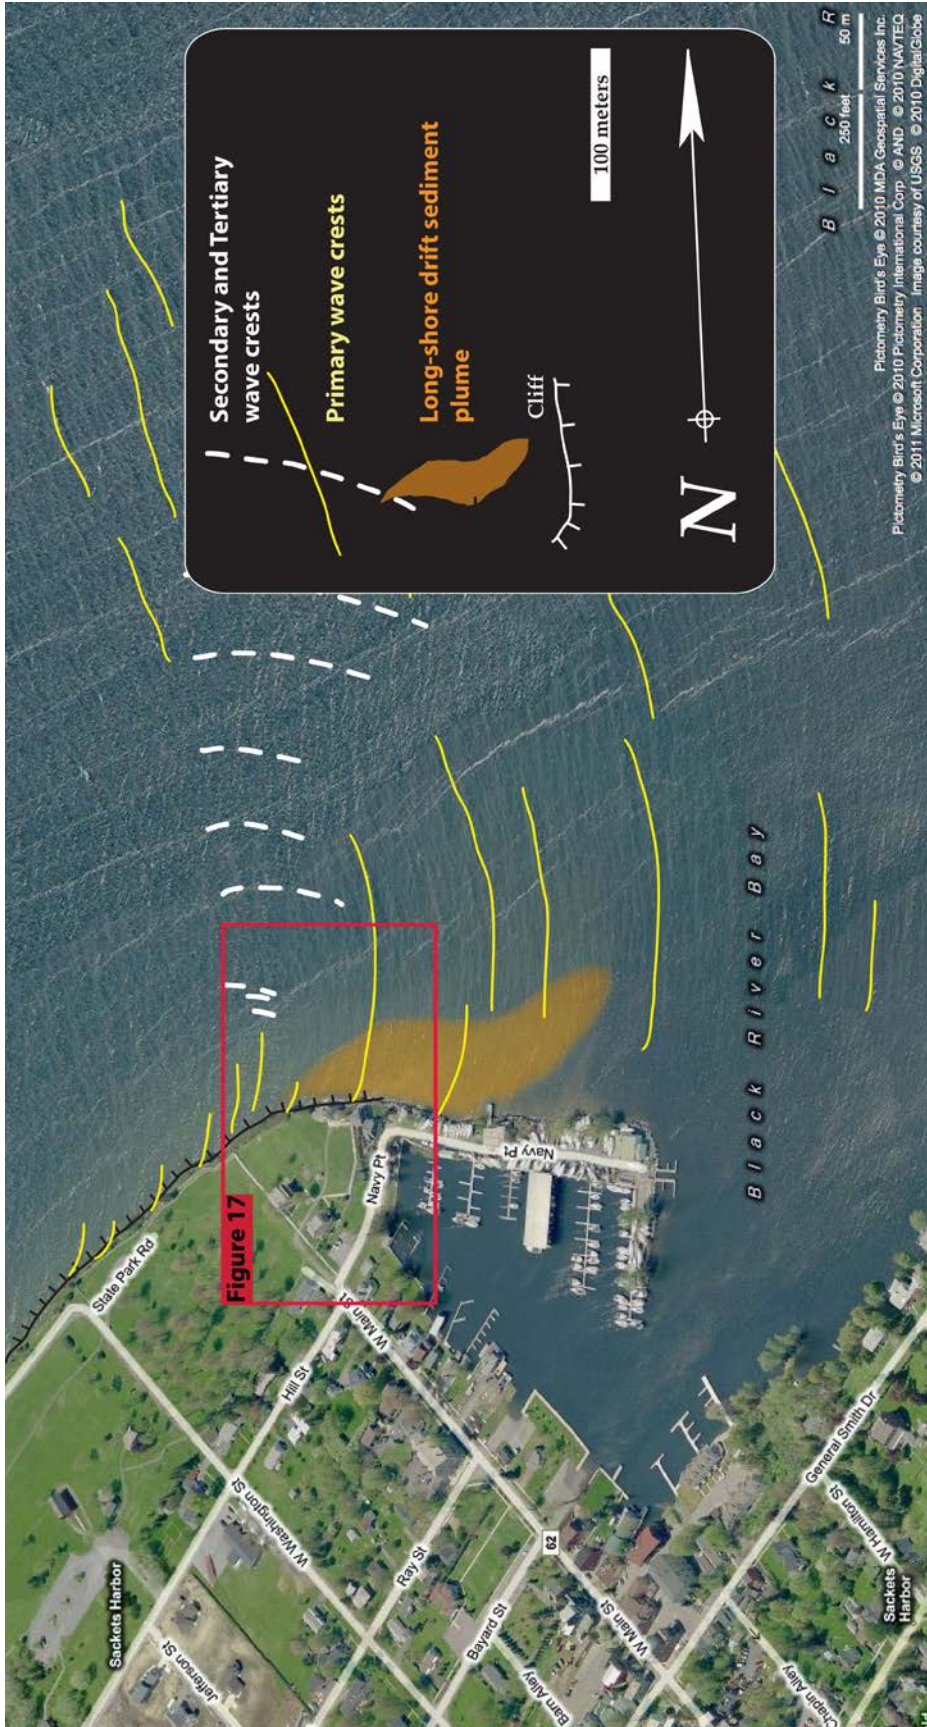 Secondary and Tertiary
wave crests
Primary wave crests
Long-shore drift sediment
plume
Cliff
N
100 meters
Figure 17
State Park Rd
Hill St
Navy Pt
Navy Pt
W Main St
W Washington St
Sackets Harbor
Jefferson St
Ray St
Bayard St
Barn Alley
62
W Main St
Chapin Alley
General Smith Dr
W Hamilton St
Sackets
Harbor
Black River Bay
Black R
250 feet
50 m
Pictometry Bird's Eye © 2010 MDA Geospatial Services Inc.
Pictometry Bird's Eye © 2010 Pictometry International Corp © AND © 2010 NAVTEQ
© 2011 Microsoft Corporation Image courtesy of USGS © 2010 DigitalGlobe